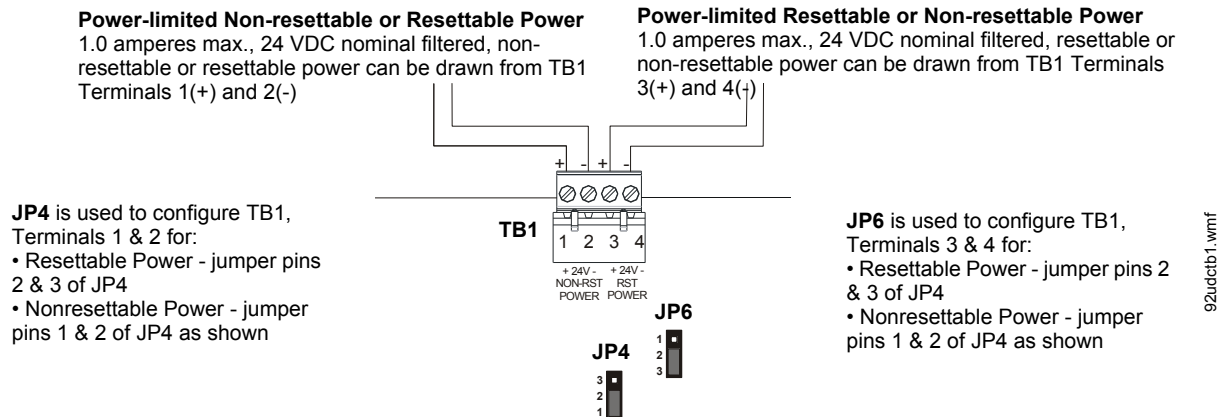 Power-limited Non-resettable or Resettable Power
1.0 amperes max., 24 VDC nominal filtered, non-
resettable or resettable power can be drawn from TB1
Terminals 1(+) and 2(-)
Power-limited Resettable or Non-resettable Power
1.0 amperes max., 24 VDC nominal filtered, resettable or
non-resettable power can be drawn from TB1 Terminals
3(+) and 4(-)
+ - + -
JP4 is used to configure TB1,
Terminals 1 & 2 for:
• Resettable Power - jumper pins
2 & 3 of JP4
• Nonresettable Power - jumper
pins 1 & 2 of JP4 as shown
TB1
1 2 3 4
+ 24V - + 24V -
NON-RST RST
POWER POWER
JP6
1
2
3
JP4
3
2
1
JP6 is used to configure TB1,
Terminals 3 & 4 for:
• Resettable Power - jumper pins 2
& 3 of JP4
• Nonresettable Power - jumper
pins 1 & 2 of JP4 as shown
92udctb1.wmf